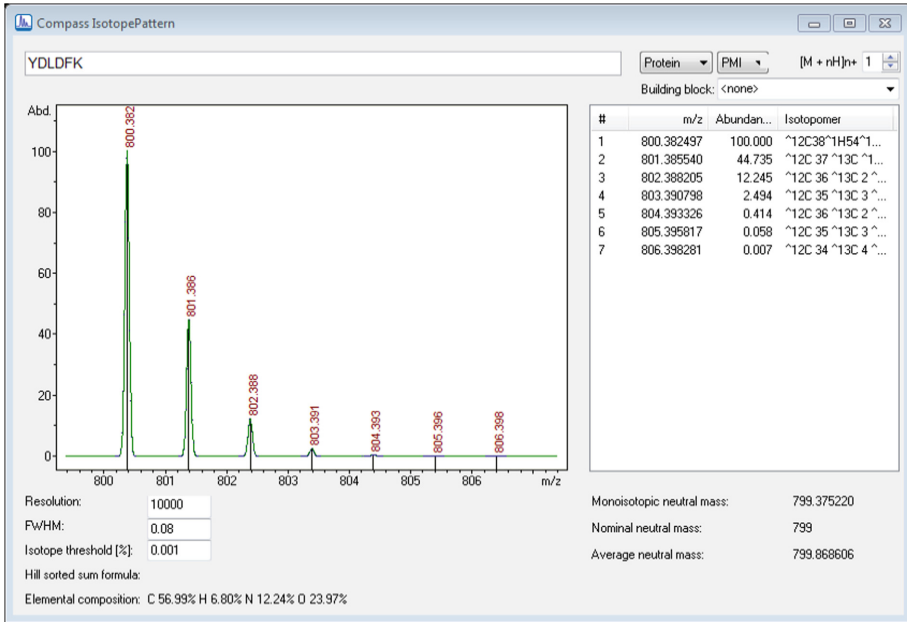 Compass IsotopePattern
YDLDFK
Protein PMI [M + nH]n+ 1
Building block: <none>
Abd.
800.382
801.386
802.388
803.391
804.393
805.396
806.398
100
80
60
40
20
0
800 801 802 803 804 805 806 m/z
# m/z Abundan... Isotopomer
1 800.382497 100.000 ^12C38^1H54^1...
2 801.385540 44.735 ^12C 37 ^13C ^1...
3 802.388205 12.245 ^12C 36 ^13C 2 ^...
4 803.390798 2.494 ^12C 35 ^13C 3 ^...
5 804.393326 0.414 ^12C 36 ^13C 2 ^...
6 805.395817 0.058 ^12C 35 ^13C 3 ^...
7 806.398281 0.007 ^12C 34 ^13C 4 ^...
Resolution: 10000
FWHM: 0.08
Isotope threshold [%]: 0.001
Hill sorted sum formula:
Elemental composition: C 56.99% H 6.80% N 12.24% O 23.97%
Monoisotopic neutral mass: 799.375220
Nominal neutral mass: 799
Average neutral mass: 799.868606